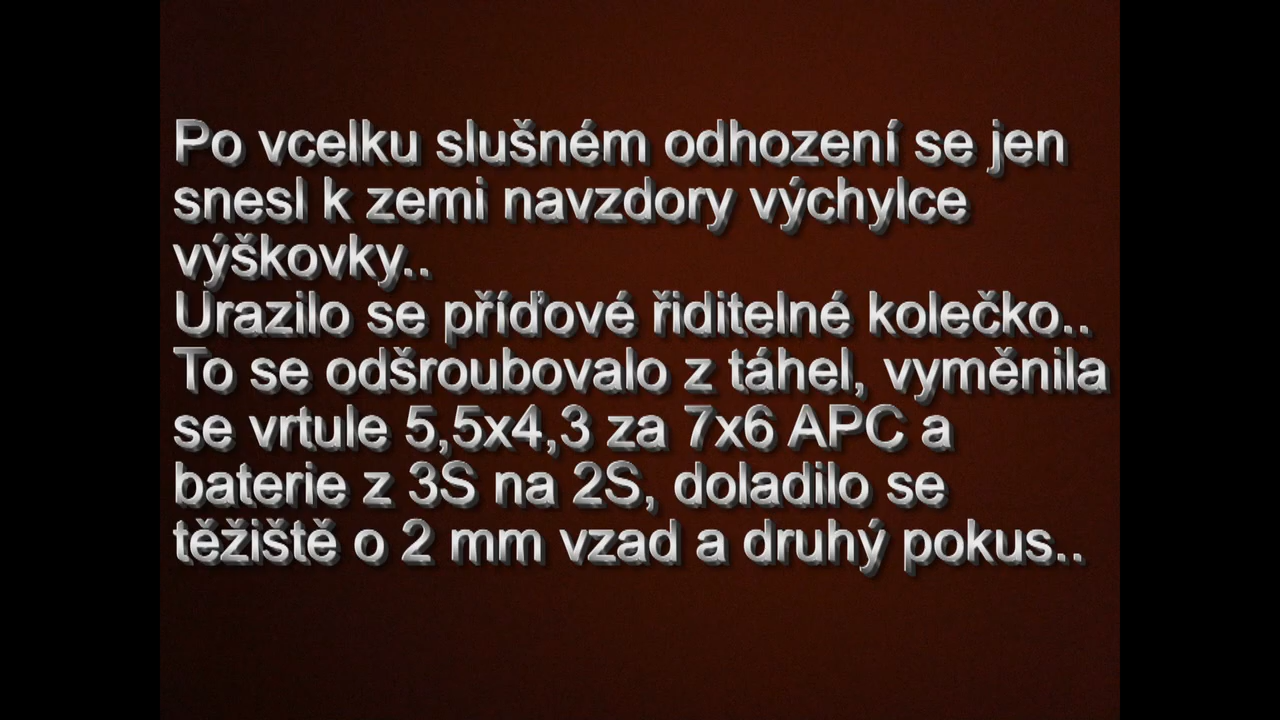 Po vcelku slušném odhození se jen
snesl k zemi navzdory výchylce
výškovky..
Urazilo se příďové řiditelné kolečko..
To se odšroubovalo z táhel, vyměnila
se vrtule 5,5x4,3 za 7x6 APC a
baterie z 3S na 2S, doladilo se
těžiště o 2 mm vzad a druhý pokus..